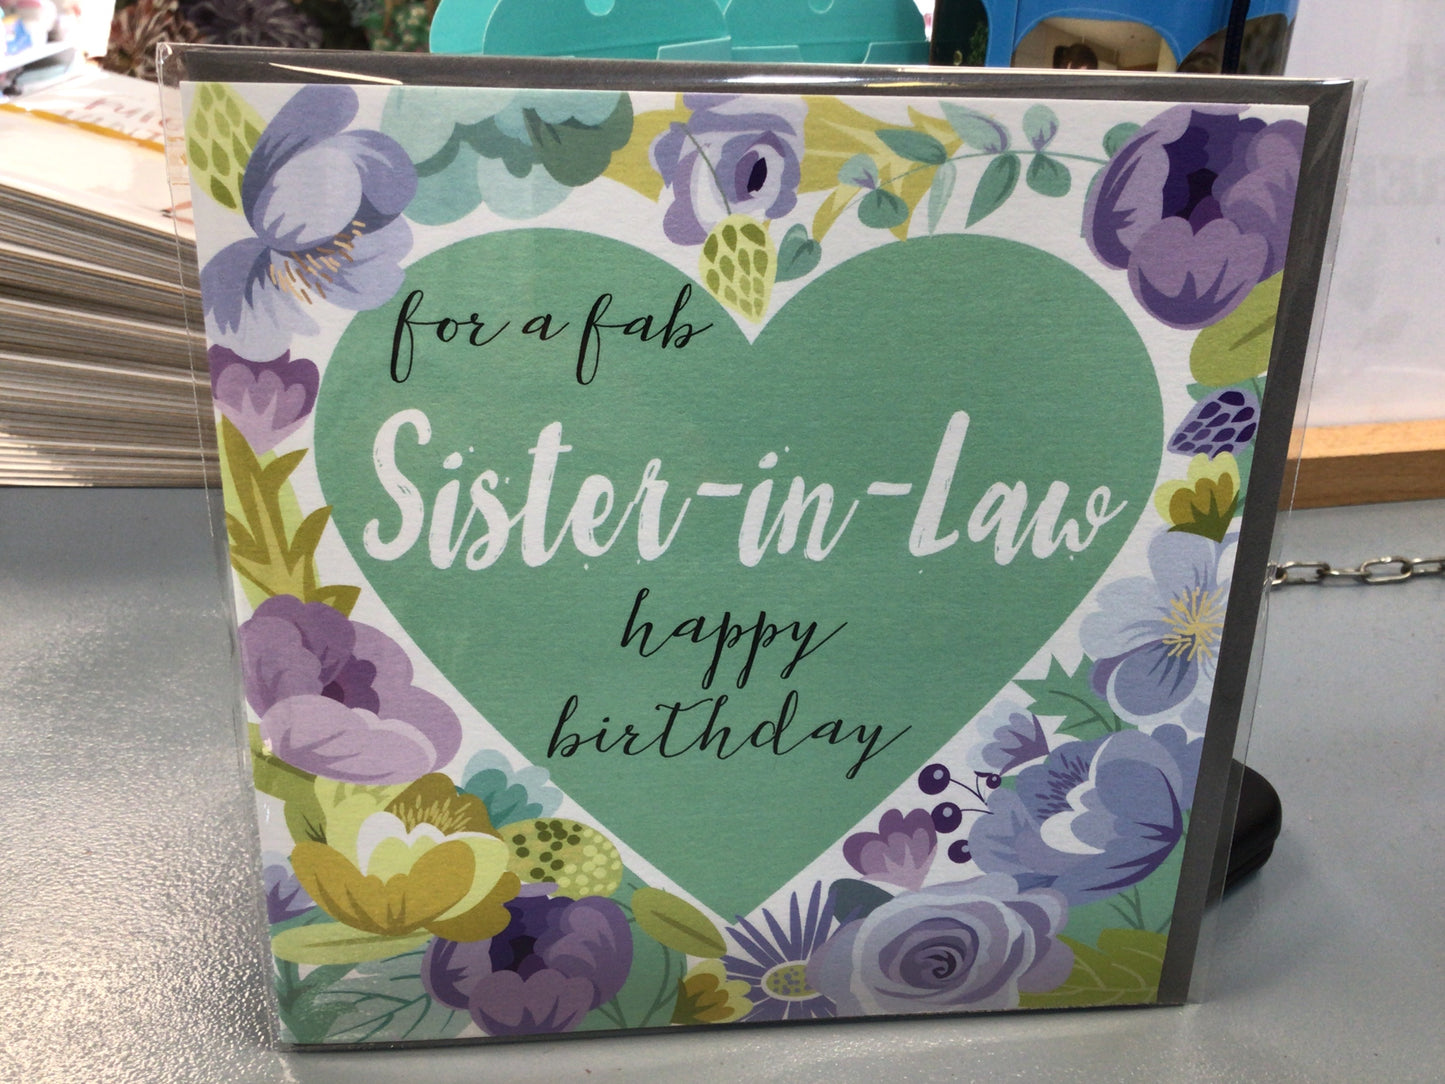 for a fab
Sister-in-Law
happy
birthday